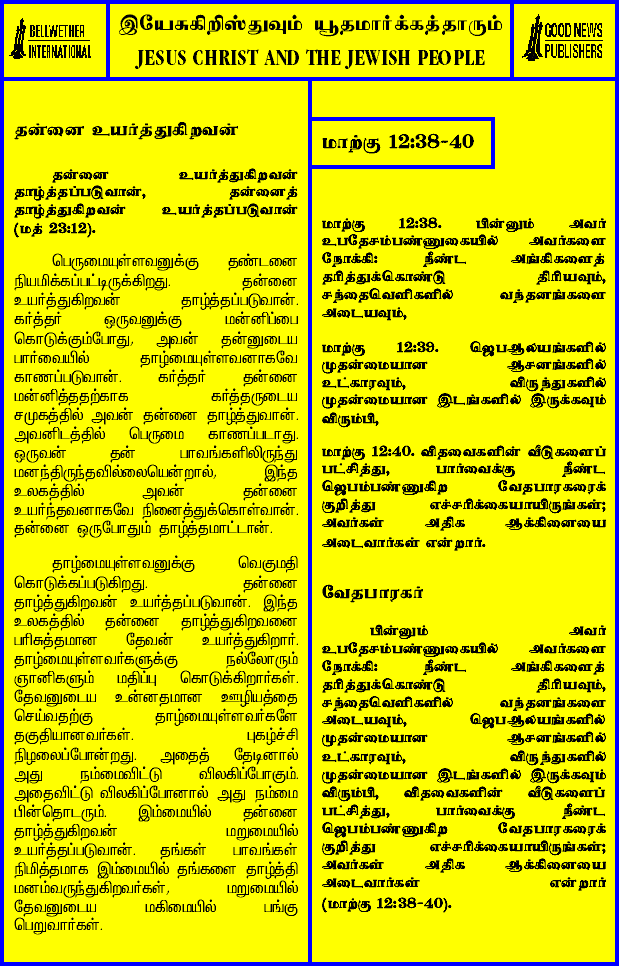 BELLWETHER
INTERNATIONAL
இயேசுகிறிஸ்துவும் யூதமார்க்கத்தாரும்
JESUS CHRIST AND THE JEWISH PEOPLE
GOOD NEWS
PUBLISHERS
தன்னை உயர்த்துகிறவன்
தன்னை உயர்த்துகிறவன்
தாழ்த்தப்படுவான், தன்னைத்
தாழ்த்துகிறவன் உயர்த்தப்படுவான்
(மத் 23:12).
பெருமையுள்ளவனுக்கு தண்டனை
நியமிக்கப்பட்டிருக்கிறது. தன்னை
உயர்த்துகிறவன் தாழ்த்தப்படுவான்.
கர்த்தர் ஒருவனுக்கு மன்னிப்பை
கொடுக்கும்போது, அவன் தன்னுடைய
பார்வையில் தாழ்மையுள்ளவனாகவே
காணப்படுவான். கர்த்தர் தன்னை
மன்னித்ததற்காக கர்த்தருடைய
சமுகத்தில் அவன் தன்னை தாழ்த்துவான்.
அவனிடத்தில் பெருமை காணப்படாது.
ஒருவன் தன் பாவங்களிலிருந்து
மனந்திருந்தவில்லையென்றால், இந்த
உலகத்தில் அவன் தன்னை
உயர்ந்தவனாகவே நினைத்துக்கொள்வான்.
தன்னை ஒருபோதும் தாழ்த்தமாட்டான்.
தாழ்மையுள்ளவனுக்கு வெகுமதி
கொடுக்கப்படுகிறது. தன்னை
தாழ்த்துகிறவன் உயர்த்தப்படுவான். இந்த
உலகத்தில் தன்னை தாழ்த்துகிறவனை
பரிசுத்தமான தேவன் உயர்த்துகிறார்.
தாழ்மையுள்ளவர்களுக்கு நல்லோரும்
ஞானிகளும் மதிப்பு கொடுக்கிறார்கள்.
தேவனுடைய உன்னதமான ஊழியத்தை
செய்வதற்கு தாழ்மையுள்ளவர்களே
தகுதியானவர்கள். புகழ்ச்சி
நிழலைப்போன்றது. அதைத் தேடினால்
அது நம்மைவிட்டு விலகிப்போகும்.
அதைவிட்டு விலகிப்போனால் அது நம்மை
பின்தொடரும். இம்மையில் தன்னை
தாழ்த்துகிறவன் மறுமையில்
உயர்த்தப்படுவான். தங்கள் பாவங்கள்
நிமித்தமாக இம்மையில் தங்களை தாழ்த்தி
மனம்வருந்துகிறவர்கள், மறுமையில்
தேவனுடைய மகிமையில் பங்கு
பெறுவார்கள்.
மாற்கு 12:38-40
மாற்கு 12:38. பின்னும் அவர்
உபதேசம்பண்ணுகையில் அவர்களை
நோக்கி: நீண்ட அங்கிகளைத்
தரித்துக்கொண்டு திரியவும்,
சந்தைவெளிகளில் வந்தனங்களை
அடையவும்,
மாற்கு 12:39. ஜெபஆலயங்களில்
முதன்மையான ஆசனங்களில்
உட்காரவும், விருந்துகளில்
முதன்மையான இடங்களில் இருக்கவும்
விரும்பி,
மாற்கு 12:40. விதவைகளின் வீடுகளைப்
பட்சித்து, பார்வைக்கு நீண்ட
ஜெபம்பண்ணுகிற வேதபாரகரைக்
குறித்து எச்சரிக்கையாயிருங்கள்;
அவர்கள் அதிக ஆக்கினையை
அடைவார்கள் என்றார்.
வேதபாரகர்
பின்னும் அவர்
உபதேசம்பண்ணுகையில் அவர்களை
நோக்கி: நீண்ட அங்கிகளைத்
தரித்துக்கொண்டு திரியவும்,
சந்தைவெளிகளில் வந்தனங்களை
அடையவும், ஜெபஆலயங்களில்
முதன்மையான ஆசனங்களில்
உட்காரவும், விருந்துகளில்
முதன்மையான இடங்களில் இருக்கவும்
விரும்பி, விதவைகளின் வீடுகளைப்
பட்சித்து, பார்வைக்கு நீண்ட
ஜெபம்பண்ணுகிற வேதபாரகரைக்
குறித்து எச்சரிக்கையாயிருங்கள்;
அவர்கள் அதிக ஆக்கினையை
அடைவார்கள் என்றார்
(மாற்கு 12:38-40).